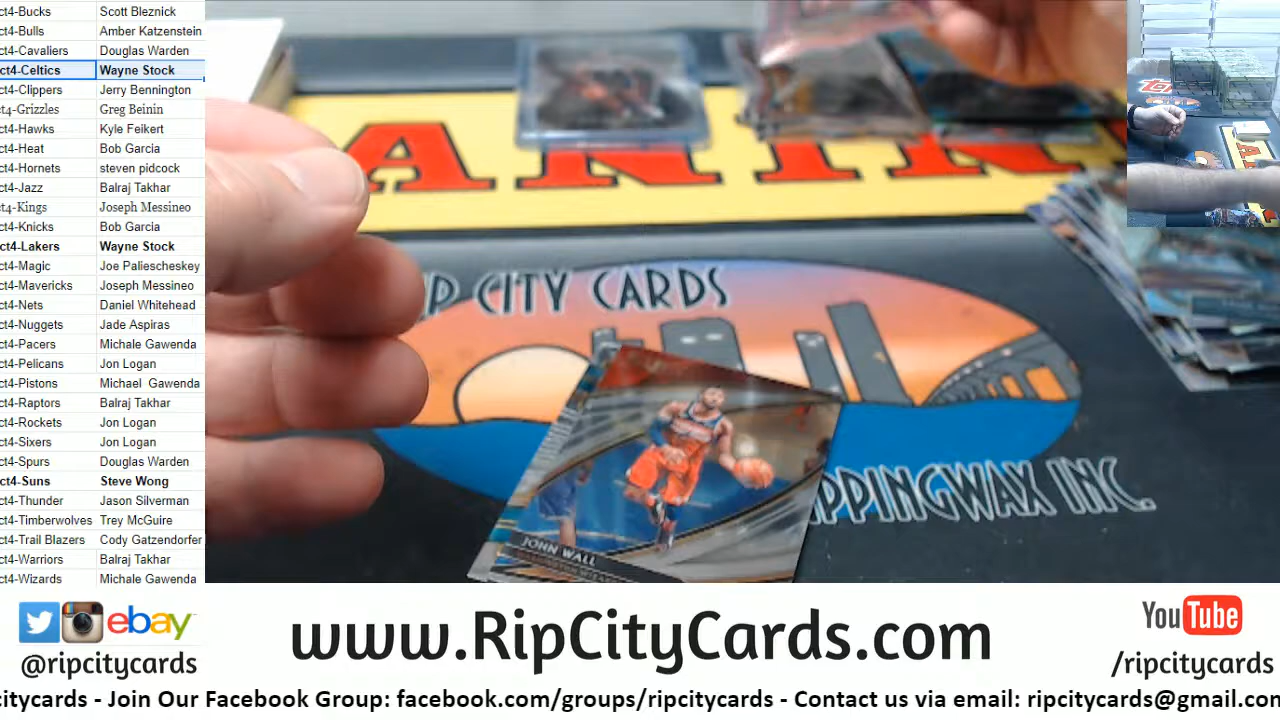 ct4-Bucks Scott Bleznick
ct4-Bulls Amber Katzenstein
ct4-Cavaliers Douglas Warden
ct4-Celtics Wayne Stock
ct4-Clippers Jerry Bennington
ct4-Grizzles Greg Beinin
ct4-Hawks Kyle Feikert
ct4-Heat Bob Garcia
ct4-Hornets steven pidcock
ct4-Jazz Balraj Takhar
ct4-Kings Joseph Messineo
ct4-Knicks Bob Garcia
ct4-Lakers Wayne Stock
ct4-Magic Joe Paliescheskey
ct4-Mavericks Joseph Messineo
ct4-Nets Daniel Whitehead
ct4-Nuggets Jade Aspiras
ct4-Pacers Michale Gawenda
ct4-Pelicans Jon Logan
ct4-Pistons Michael Gawenda
ct4-Raptors Balraj Takhar
ct4-Rockets Jon Logan
ct4-Sixers Jon Logan
ct4-Spurs Douglas Warden
ct4-Suns Steve Wong
ct4-Thunder Jason Silverman
ct4-Timberwolves Trey McGuire
ct4-Trail Blazers Cody Gatzendorfer
ct4-Warriors Balraj Takhar
ct4-Wizards Michale Gawenda
ANINI
IP CITY CARDS
IPPINGWAX INC.
JOHN WALL
ebay
@ripcitycards
www.RipCityCards.com
YouTube
/ripcitycards
citycards - Join Our Facebook Group: facebook.com/groups/ripcitycards - Contact us via email: ripcitycards@gmail.com